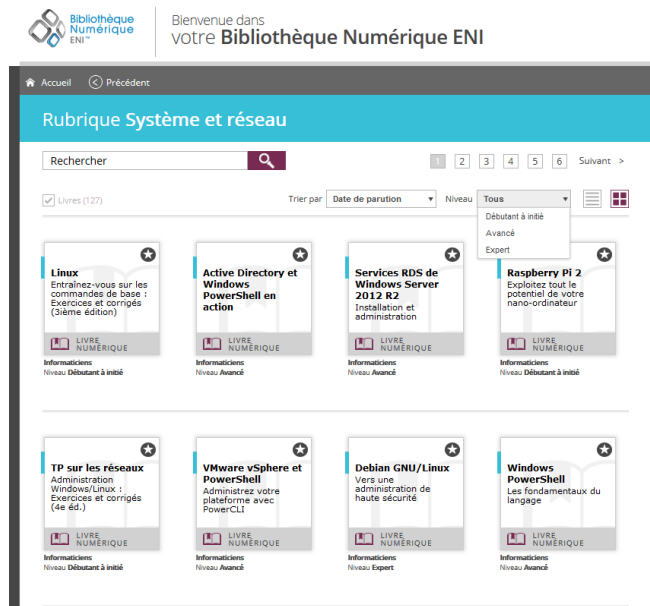 Bibliothèque
Numérique
ENI™
Bienvenue dans
votre Bibliothèque Numérique ENI
Accueil
Précédent
Rubrique Système et réseau
Rechercher
1 2 3 4 5 6 Suivant >
Livres (127)
Trier par Date de parution Niveau Tous
Débutant à initié
Avancé
Expert
Linux
Entraînez-vous sur les
commandes de base :
Exercices et corrigés
(3ième édition)
LIVRE
NUMÉRIQUE
Informaticiens
Niveau Débutant à initié
Active Directory et
Windows
PowerShell en
action
LIVRE
NUMÉRIQUE
Informaticiens
Niveau Avancé
Services RDS de
Windows Server
2012 R2
Installation et
administration
LIVRE
NUMÉRIQUE
Informaticiens
Niveau Avancé
Raspberry Pi 2
Exploitez tout le
potentiel de votre
nano-ordinateur
LIVRE
NUMÉRIQUE
Informaticiens
Niveau Débutant à initié
TP sur les réseaux
Administration
Windows/Linux :
Exercices et corrigés
(4e éd.)
LIVRE
NUMÉRIQUE
Informaticiens
Niveau Débutant à initié
VMware vSphere et
PowerShell
Administrez votre
plateforme avec
PowerCLI
LIVRE
NUMÉRIQUE
Informaticiens
Niveau Avancé
Debian GNU/Linux
Vers une
administration de
haute sécurité
LIVRE
NUMÉRIQUE
Informaticiens
Niveau Expert
Windows
PowerShell
Les fondamentaux du
langage
LIVRE
NUMÉRIQUE
Informaticiens
Niveau Avancé